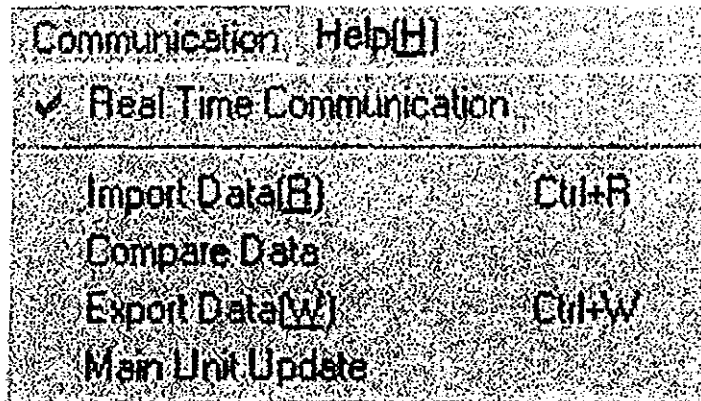 Communication Help(H)
✓ Real Time Communication
Import Data(R) Ctrl+R
Compare Data
Export Data(W) Ctrl+W
Main Unit Update